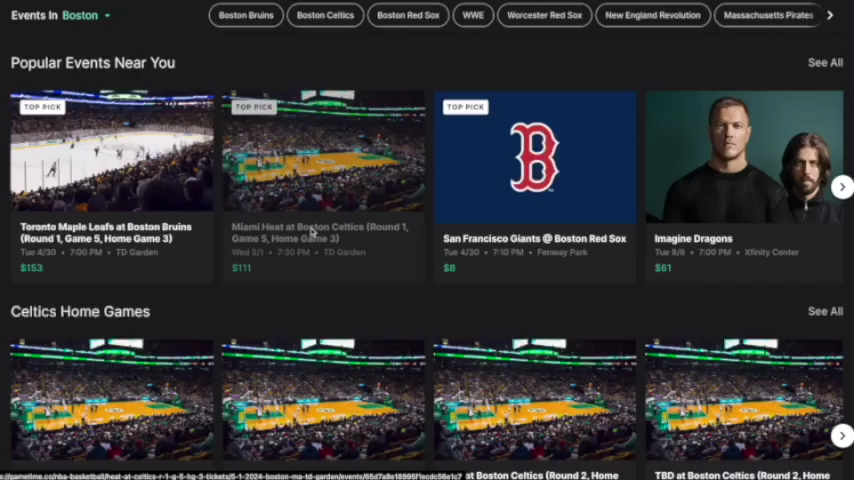 Events In Boston
Boston Bruins
Boston Celtics
Boston Red Sox
WWE
Worcester Red Sox
New England Revolution
Massachusetts Pirates
Popular Events Near You
See All
TOP PICK
TOP PICK
TOP PICK
B
Toronto Maple Leafs at Boston Bruins
(Round 1, Game 5, Home Game 3)
Tue 4/30 • 7:00 PM • TD Garden
$153
Miami Heat at Boston Celtics (Round 1,
Game 5, Home Game 3)
Wed 5/1 • 7:30 PM • TD Garden
$111
San Francisco Giants @ Boston Red Sox
Tue 4/30 • 7:10 PM • Fenway Park
$8
Imagine Dragons
• 7:00 PM • Xfinity Center
$61
Celtics Home Games
See All
at Boston Celtics (Round 2, Home
TBD at Boston Celtics (Round 2, Home